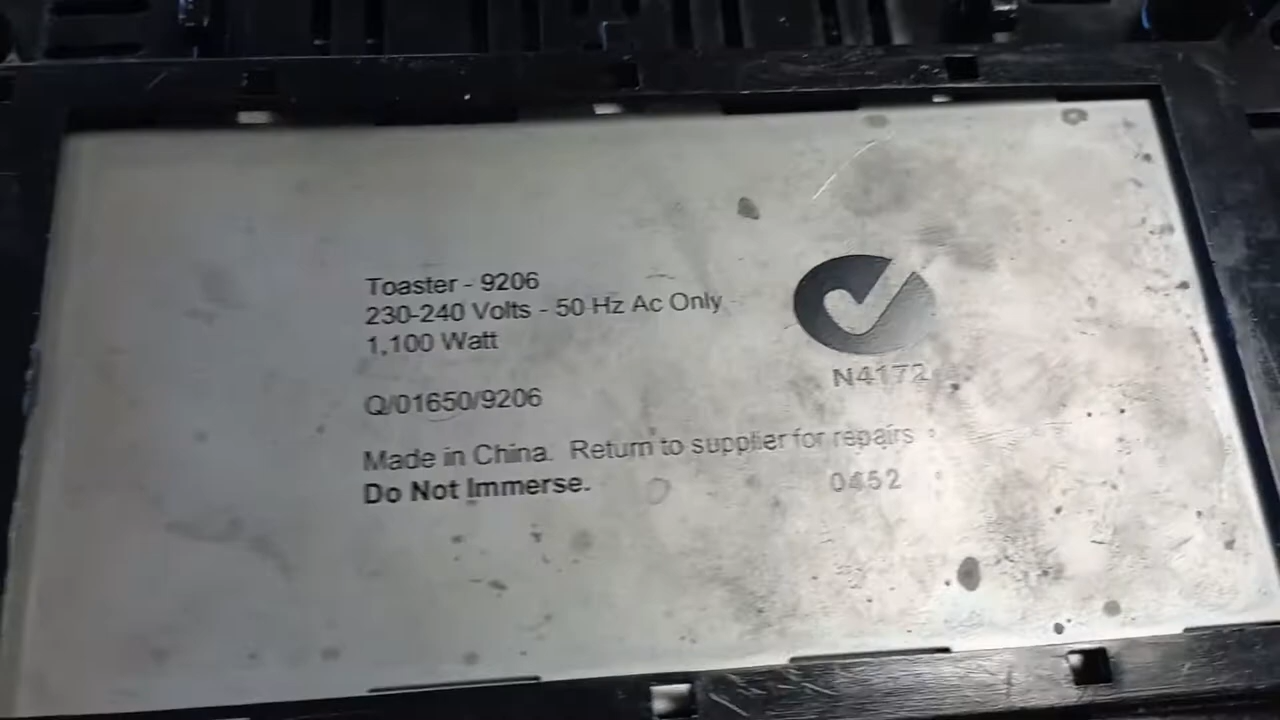 Toaster - 9206
230-240 Volts - 50 Hz Ac Only
1,100 Watt
N4172
Q/01650/9206
Made in China. Return to supplier for repairs
Do Not Immerse.
0452